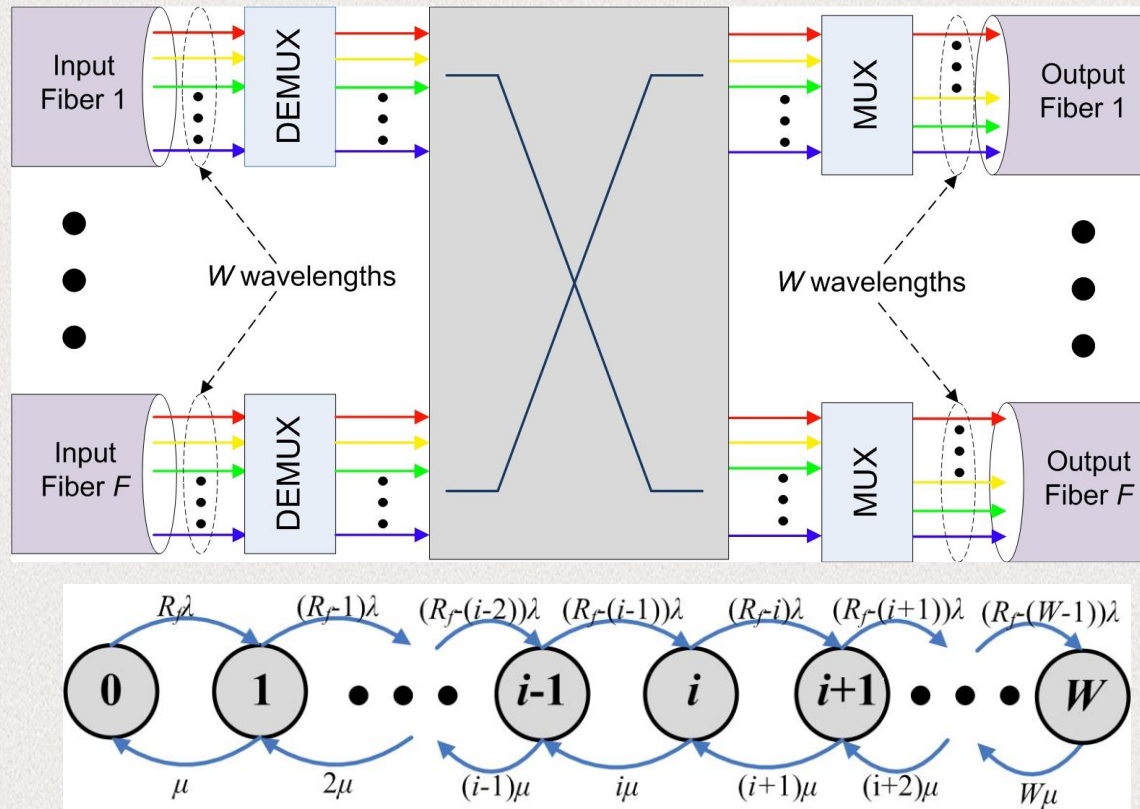 Input
Fiber 1
DEMUX
MUX
Output
Fiber 1
W wavelengths
W wavelengths
Input
Fiber F
DEMUX
MUX
Output
Fiber F
R_fλ
(R_f-1)λ
(R_f-(i-2))λ
(R_f-(i-1))λ
(R_f-i)λ
(R_f-(i+1))λ
(R_f-(W-1))λ
0
1
i-1
i
i+1
W
μ
2μ
(i-1)μ
iμ
(i+1)μ
(i+2)μ
Wμ